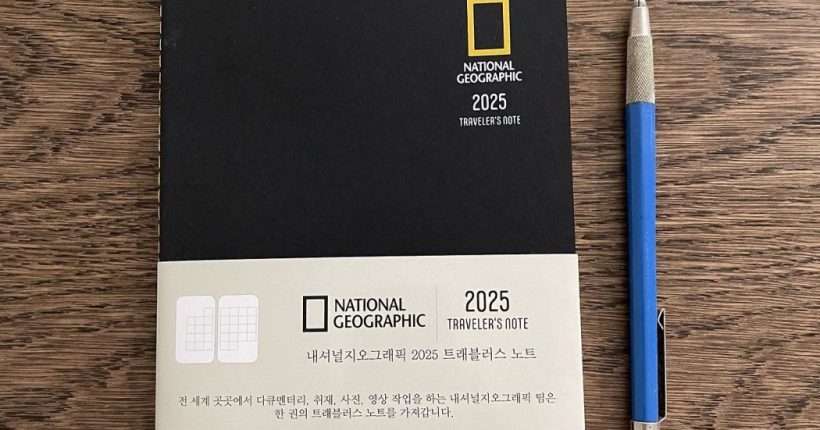 NATIONAL
GEOGRAPHIC
2025
TRAVELER'S NOTE
NATIONAL
GEOGRAPHIC
2025
TRAVELER'S NOTE
내셔널지오그래픽 2025 트래블러스 노트
전 세계 곳곳에서 다큐멘터리, 취재, 사진, 영상 작업을 하는 내셔널지오그래픽 팀은
한 권의 트래블러스 노트를 가져갑니다.